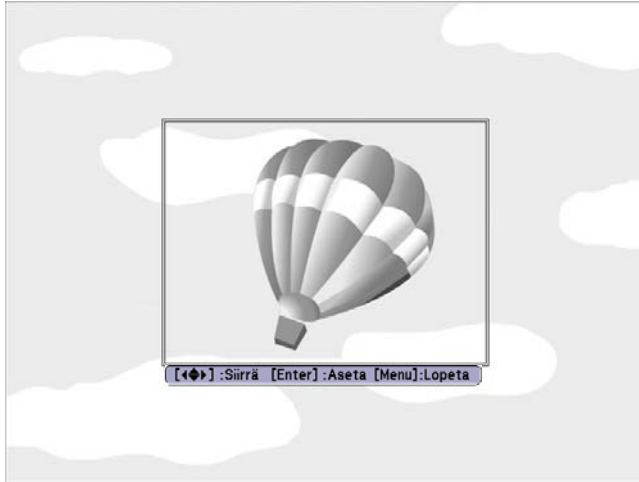 [◀◆▶] :Siirrä [Enter] :Aseta [Menu]:Lopeta